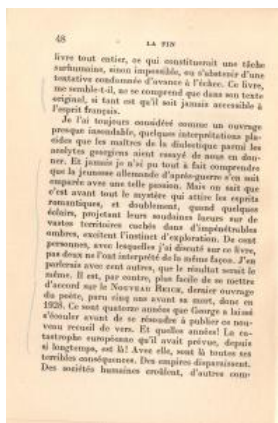 48
LA FIN
livre tout entier, ce qui constituerait une tâche
surhumaine, sinon impossible, ou s'abstenir d'une
tentative condamnée d'avance à l'échec. Ce livre,
me semble-t-il, ne se comprend que dans son texte
original, si tant est qu'il soit jamais accessible à
l'esprit français.
Je l'ai toujours considéré comme un ouvrage
presque insondable, quelques interprétations pla-
cides que les maîtres de la dialectique parmi les
néolytes georgiens aient essayé de nous en don-
ner. Et jamais je n'ai pu tout à fait comprendre
que la jeunesse allemande d'après-guerre s'en soit
emparée avec une telle passion. Mais on sait que
c'est avant tout le mystère qui attire les esprits
romantiques, et doublement, quand quelques
éclairs, projetant leurs soudaines lueurs sur de
vastes territoires cachés dans d'impénétrables
ombres, excitent l'instinct d'exploration. De cent
personnes, avec lesquelles j'ai discuté sur ce livre,
pas deux ne l'ont interprété de la même façon. J'en
parlerais avec cent autres, que le résultat serait le
même. Il est, par contre, plus facile de se mettre
d'accord sur le NOUVEAU REICH, dernier ouvrage
du poète, paru cinq ans avant sa mort, donc en
1928. Ce sont quatorze années que George a laissé
s'écouler avant de se résoudre à publier ce nou-
veau recueil de vers. Et quelles années! La ca-
tastrophe européenne qu'il avait prévue, depuis
si longtemps, est là! Avec elle, sont là toutes ses
terribles conséquences. Des empires disparaissent.
Des sociétés humaines croulent, d'autres com-